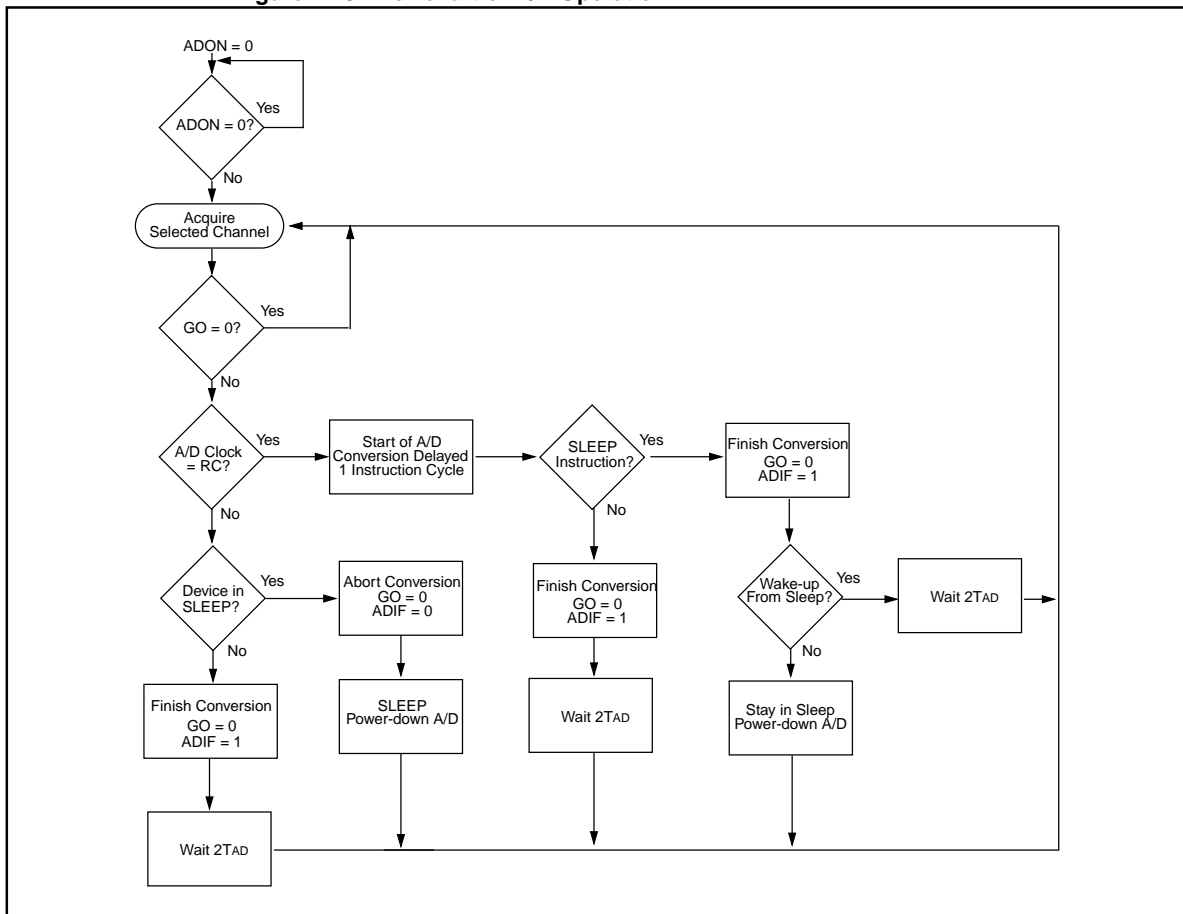 ADON = 0
ADON = 0?
Yes
No
Acquire
Selected Channel
GO = 0?
Yes
No
A/D Clock
= RC?
Yes
No
Start of A/D
Conversion Delayed
1 Instruction Cycle
SLEEP
Instruction?
Yes
No
Finish Conversion
GO = 0
ADIF = 1
Device in
SLEEP?
Yes
No
Abort Conversion
GO = 0
ADIF = 0
Finish Conversion
GO = 0
ADIF = 1
Wake-up
From Sleep?
Yes
No
Wait 2TAD
Finish Conversion
GO = 0
ADIF = 1
SLEEP
Power-down A/D
Wait 2TAD
Stay in Sleep
Power-down A/D
Wait 2TAD